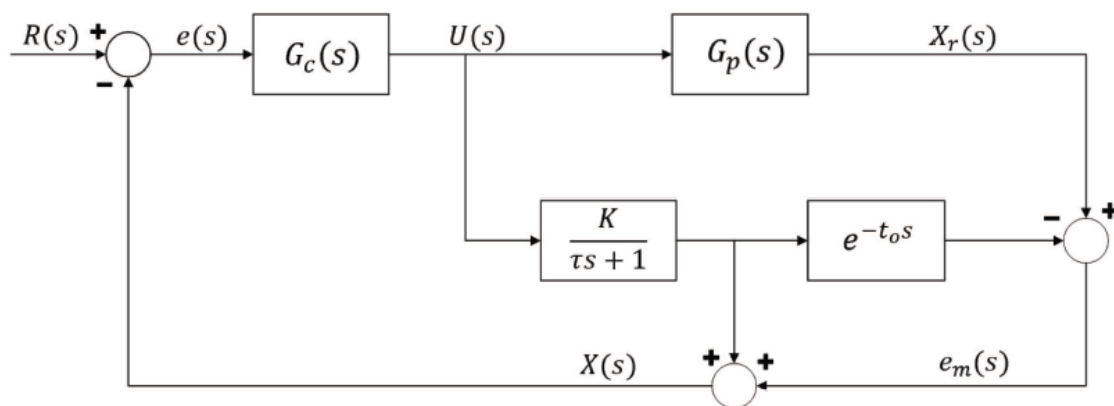 R(s) + e(s) G_c(s) U(s) G_p(s) X_r(s)
-
K/(τs + 1) e^{-t_o s} - +
X(s) + + e_m(s)